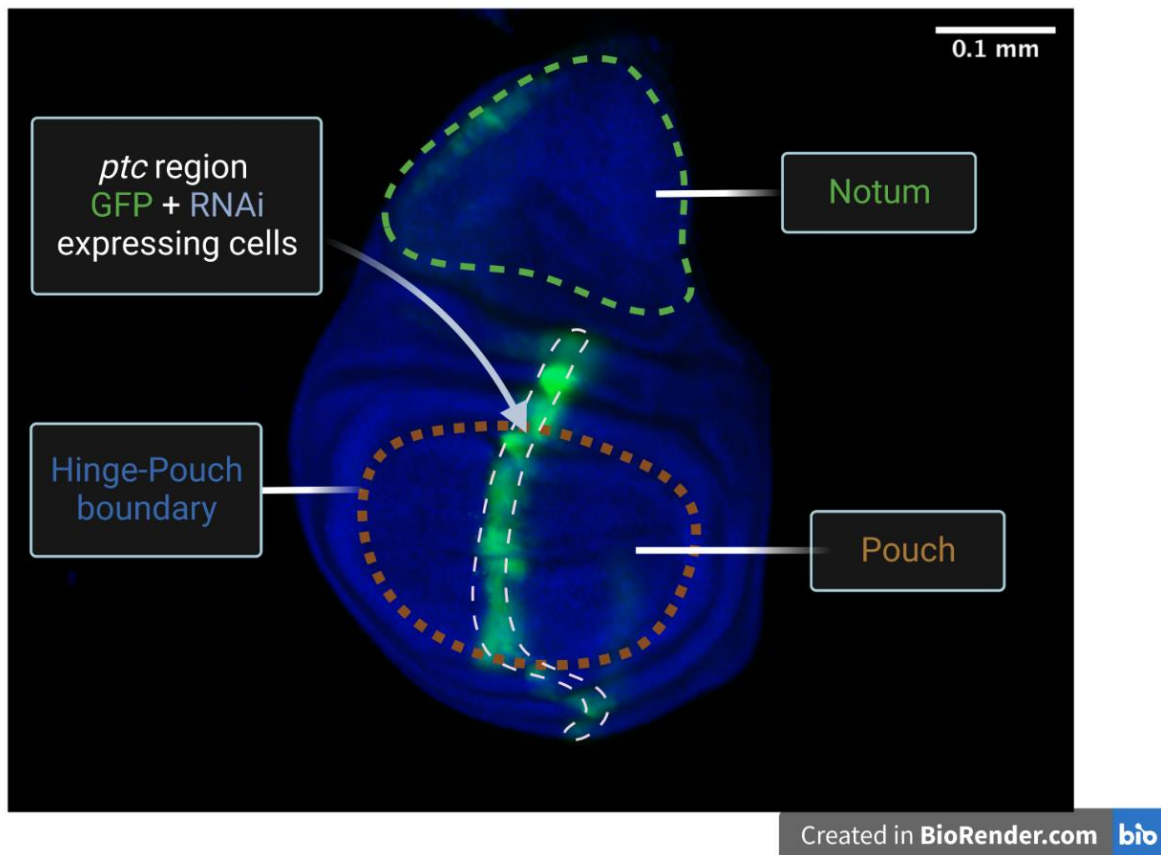 0.1 mm
ptc region
GFP + RNAi
expressing cells
Notum
Hinge-Pouch
boundary
Pouch
Created in BioRender.com bio